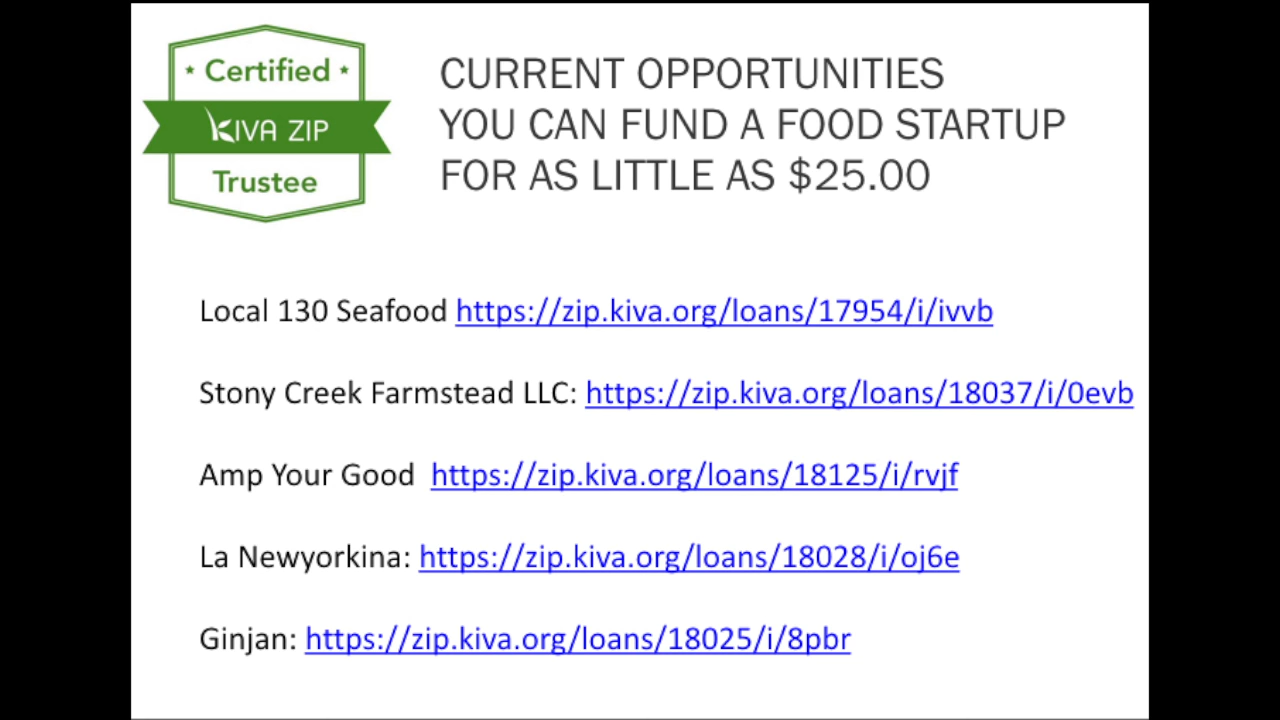 Certified
KIVA ZIP
Trustee
CURRENT OPPORTUNITIES
YOU CAN FUND A FOOD STARTUP
FOR AS LITTLE AS $25.00
Local 130 Seafood https://zip.kiva.org/loans/17954/i/ivvb
Stony Creek Farmstead LLC: https://zip.kiva.org/loans/18037/i/0evb
Amp Your Good https://zip.kiva.org/loans/18125/i/rvjf
La Newyorkina: https://zip.kiva.org/loans/18028/i/oj6e
Ginjan: https://zip.kiva.org/loans/18025/i/8pbr